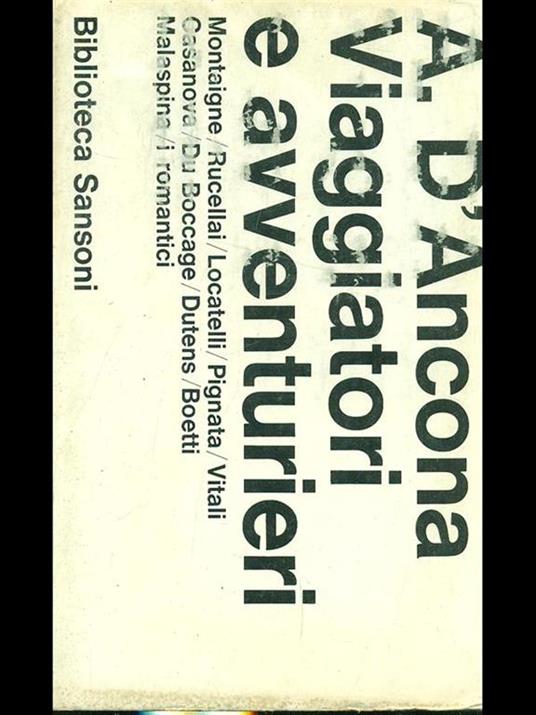 A. D'Ancona
Viaggiatori
e avventurieri
Montaigne/Rucellai/Locatelli/Pignata/Vitali
Casanova/Du Boccage/Dutens/Boetti
Malaspina/i romantici
Biblioteca Sansoni